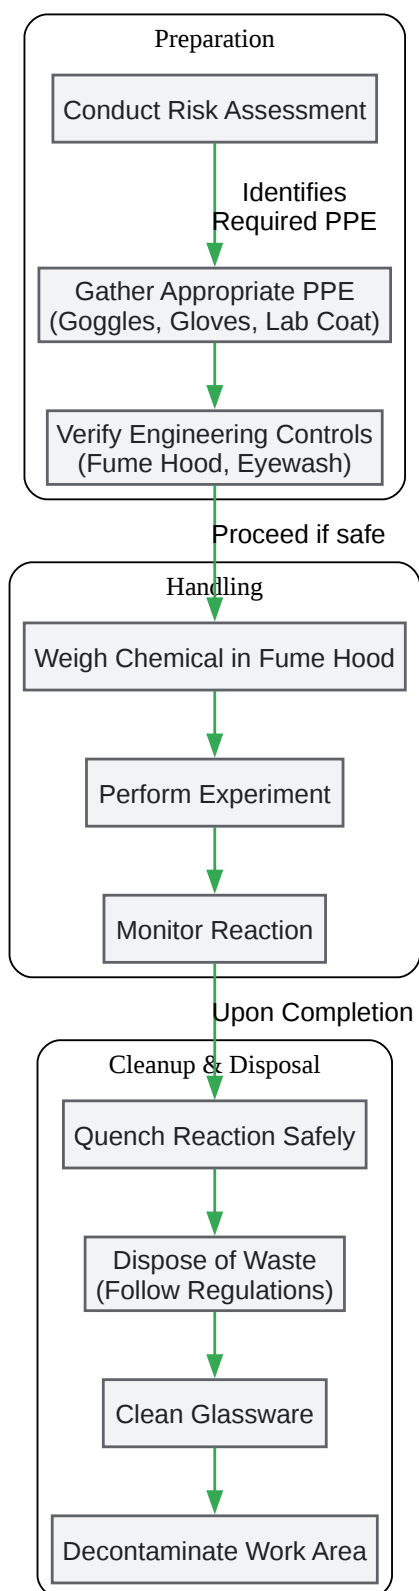 Preparation
Conduct Risk Assessment
Identifies
Required PPE
Gather Appropriate PPE
(Goggles, Gloves, Lab Coat)
Verify Engineering Controls
(Fume Hood, Eyewash)
Proceed if safe
Handling
Weigh Chemical in Fume Hood
Perform Experiment
Monitor Reaction
Upon Completion
Cleanup & Disposal
Quench Reaction Safely
Dispose of Waste
(Follow Regulations)
Clean Glassware
Decontaminate Work Area